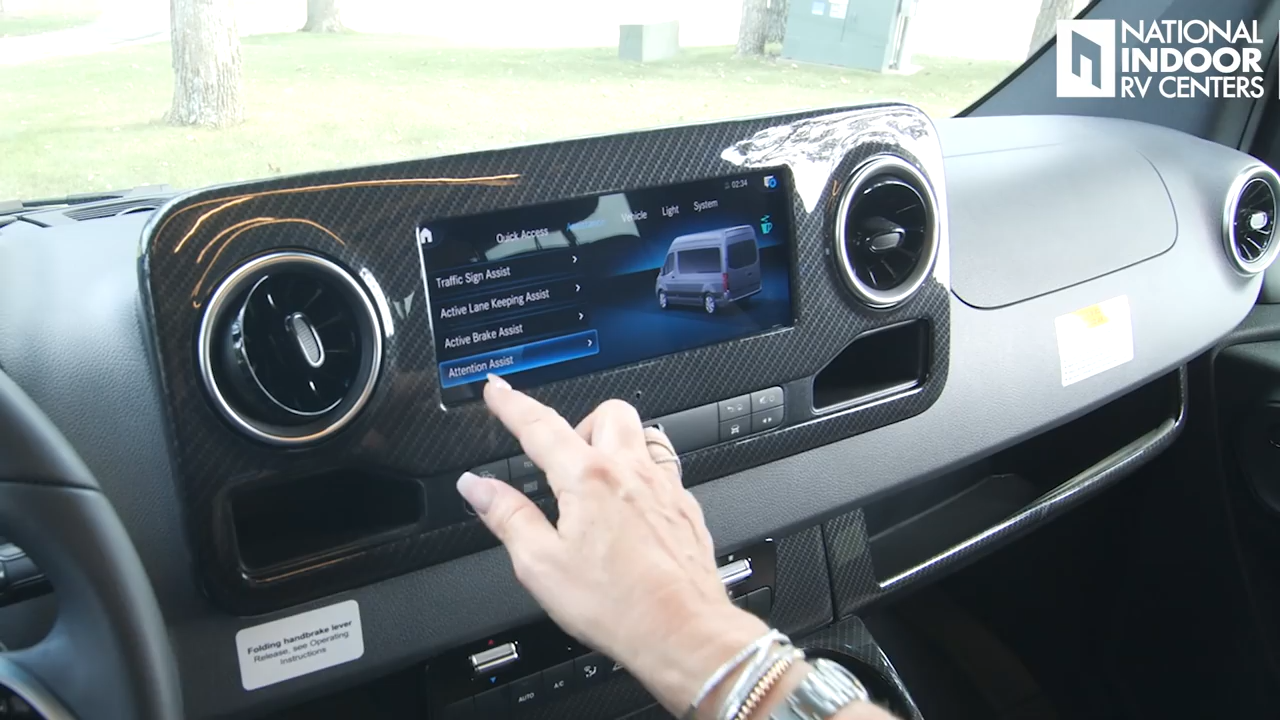 NATIONAL
INDOOR
RV CENTERS
02:34
Quick Access
Vehicle
Light
System
Traffic Sign Assist
Active Lane Keeping Assist
Active Brake Assist
Attention Assist
Folding handbrake lever
Release, see Operating
Instructions
AUTO
A/C